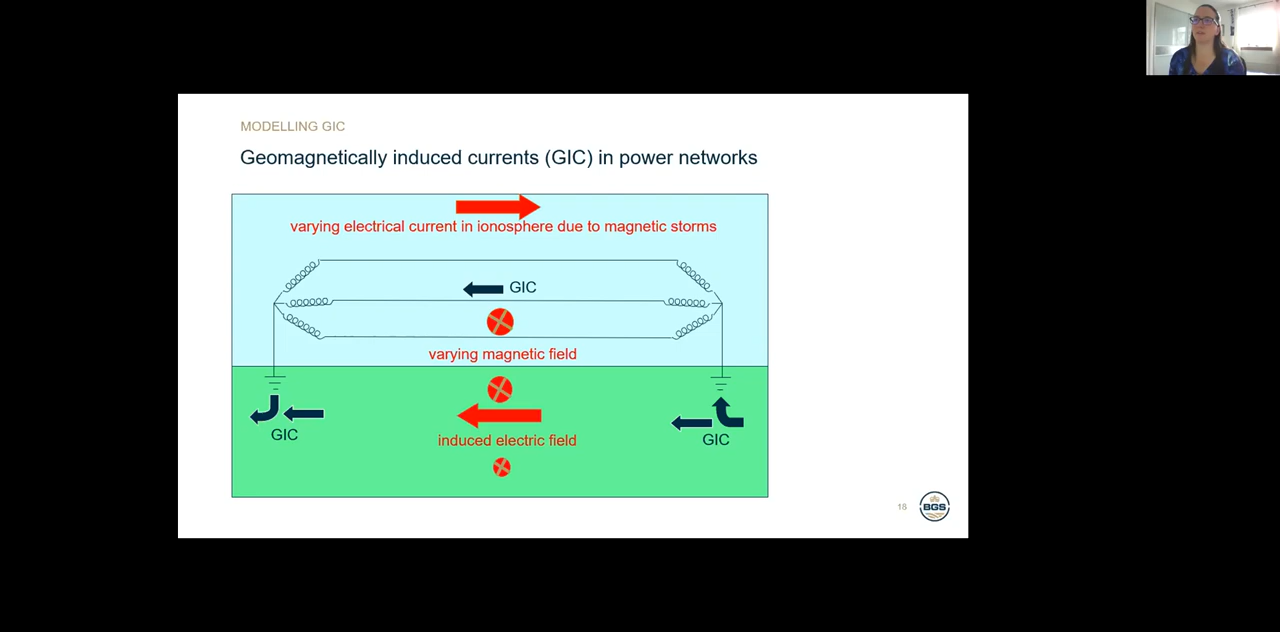 MODELLING GIC
Geomagnetically induced currents (GIC) in power networks
varying electrical current in ionosphere due to magnetic storms
GIC
varying magnetic field
GIC
GIC
induced electric field
18
BGS